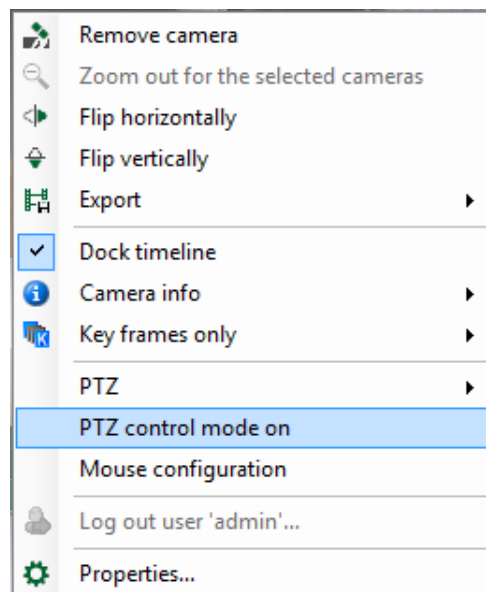 Remove camera
Zoom out for the selected cameras
Flip horizontally
Flip vertically
Export
Dock timeline
Camera info
Key frames only
PTZ
PTZ control mode on
Mouse configuration
Log out user 'admin'...
Properties...